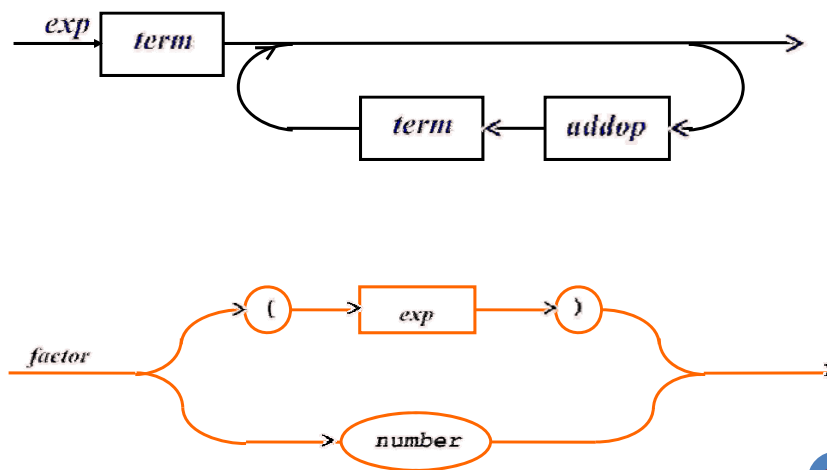 exp
term
term
addop
( exp )
factor
number